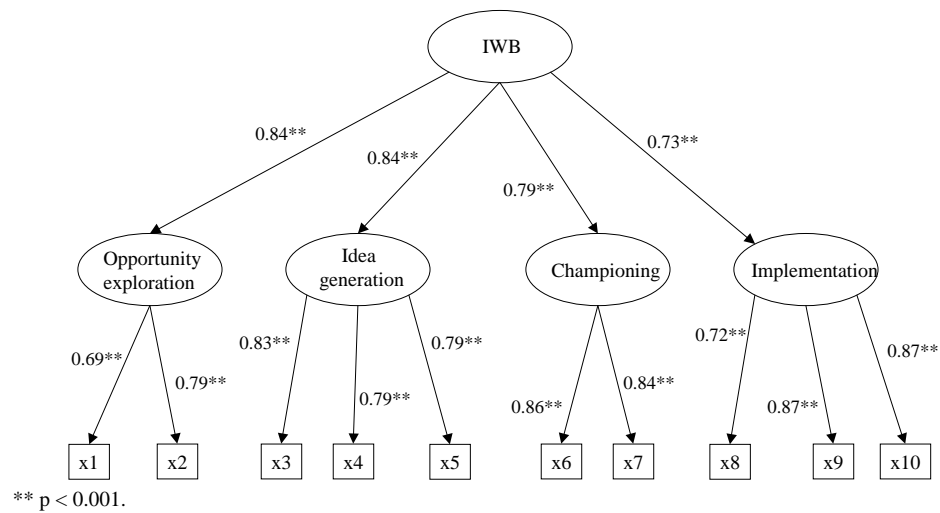 IWB
0.84**
0.84**
0.79**
0.73**
Opportunity
exploration
Idea
generation
Championing
Implementation
0.69**
0.79**
0.83**
0.79**
0.79**
0.86**
0.84**
0.72**
0.87**
0.87**
x1
x2
x3
x4
x5
x6
x7
x8
x9
x10
** p < 0.001.